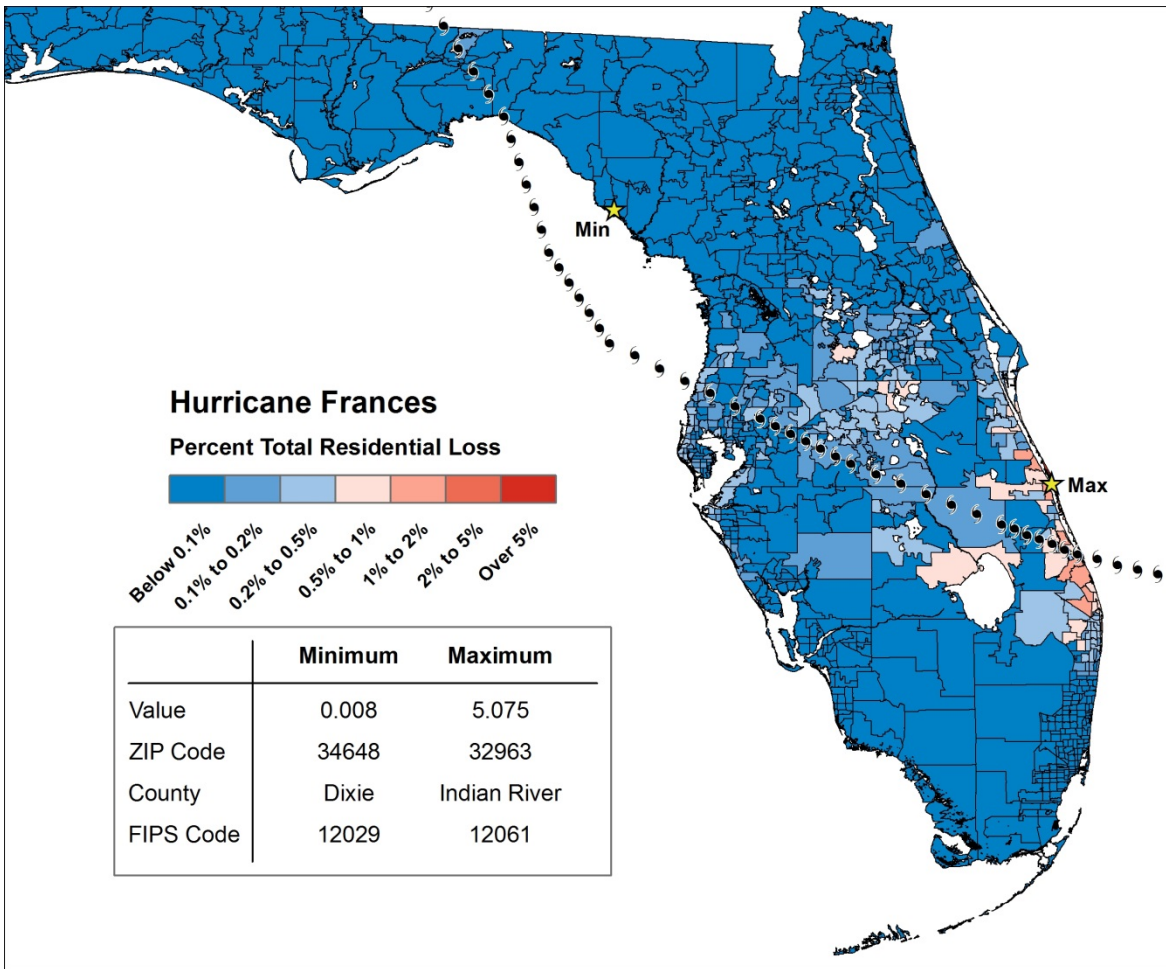 Min
Hurricane Frances
Percent Total Residential Loss
Max
Below 0.1%
0.1% to 0.2%
0.2% to 0.5%
0.5% to 1%
1% to 2%
2% to 5%
Over 5%
Minimum Maximum
Value 0.008 5.075
ZIP Code 34648 32963
County Dixie Indian River
FIPS Code 12029 12061